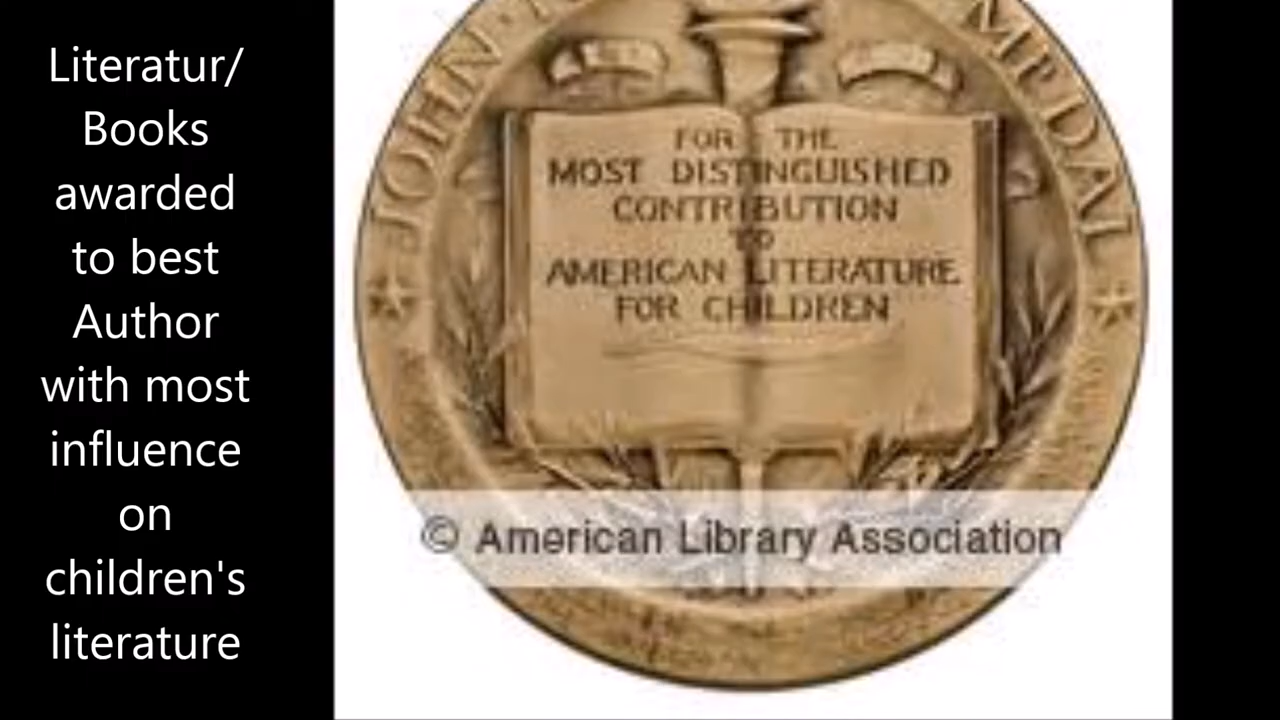 Literatur/
Books
awarded
to best
Author
with most
influence
on
children's
literature
JOHN
FOR THE
MOST DISTINGUISHED
CONTRIBUTION
TO
AMERICAN LITERATURE
FOR CHILDREN
© American Library Association